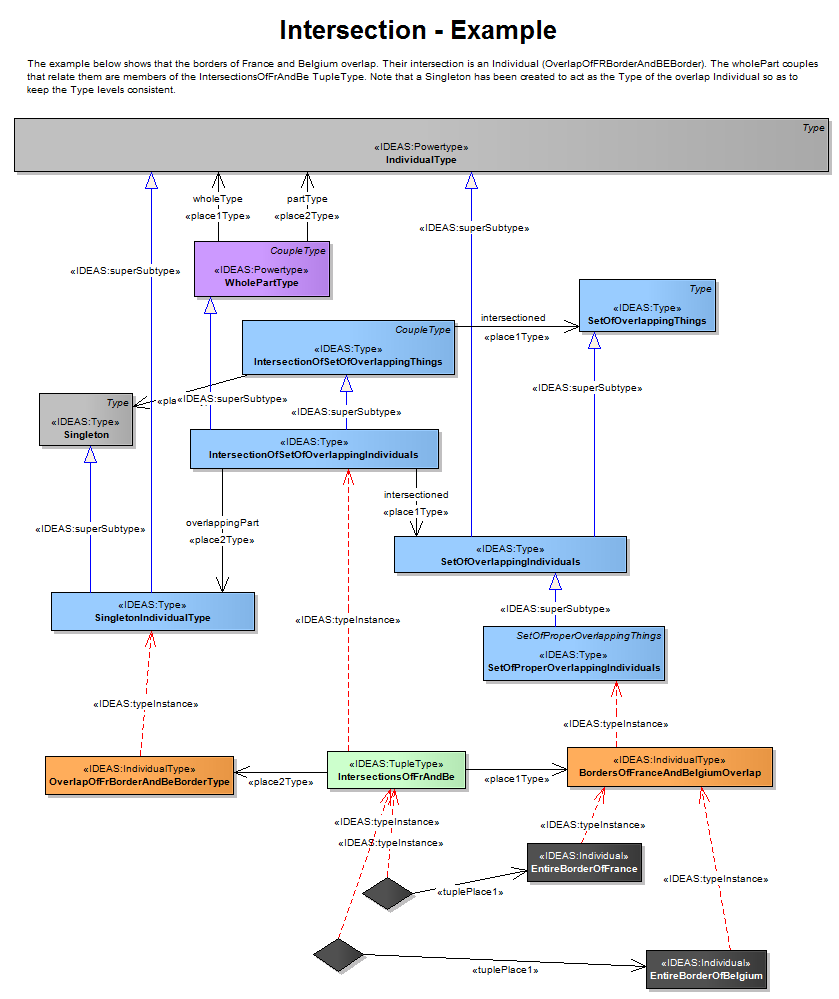 Intersection - Example
The example below shows that the borders of France and Belgium overlap. Their intersection is an Individual (OverlapOfFRBorderAndBEBorder). The wholePart couples
that relate them are members of the IntersectionsOfFrAndBe TupleType. Note that a Singleton has been created to act as the Type of the overlap Individual so as to
keep the Type levels consistent.
Type
«IDEAS:Powertype»
IndividualType
wholeType
«place1Type»
partType
«place2Type»
«IDEAS:superSubtype»
«IDEAS:superSubtype»
CoupleType
«IDEAS:Powertype»
WholePartType
Type
«IDEAS:Type»
SetOfOverlappingThings
CoupleType
«IDEAS:Type»
IntersectionOfSetOfOverlappingThings
intersectioned
«place1Type»
«IDEAS:superSubtype»
Type
«IDEAS:Type»
Singleton
«pla
«IDEAS:superSubtype»
«IDEAS:superSubtype»
«IDEAS:Type»
IntersectionOfSetOfOverlappingIndividuals
intersectioned
«place1Type»
overlappingPart
«place2Type»
«IDEAS:superSubtype»
«IDEAS:Type»
SetOfOverlappingIndividuals
«IDEAS:Type»
SingletonIndividualType
«IDEAS:superSubtype»
«IDEAS:typeInstance»
SetOfProperOverlappingThings
«IDEAS:Type»
SetOfProperOverlappingIndividuals
«IDEAS:typeInstance»
«IDEAS:typeInstance»
«IDEAS:IndividualType»
OverlapOfFrBorderAndBeBorderType
«place2Type»
«IDEAS:TupleType»
IntersectionsOfFrAndBe
«place1Type»
«IDEAS:IndividualType»
BordersOfFranceAndBelgiumOverlap
«IDEAS:typeInstance»
«IDEAS:typeInstance»
«IDEAS:typeInstance»
«IDEAS:Individual»
EntireBorderOfFrance
«IDEAS:typeInstance»
«tuplePlace1»
«tuplePlace1»
«IDEAS:Individual»
EntireBorderOfBelgium